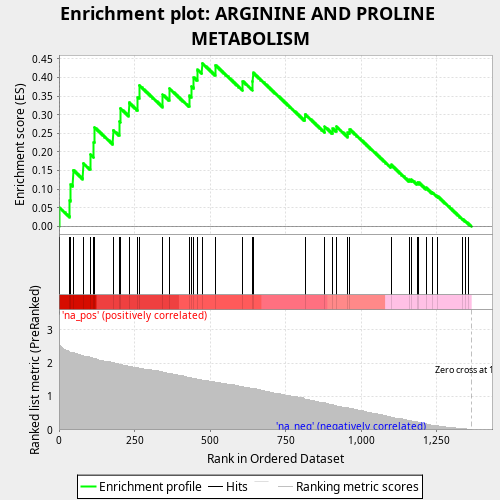 Enrichment plot: ARGININE AND PROLINE
METABOLISM
Enrichment score (ES)
0.45
0.40
0.35
0.30
0.25
0.20
0.15
0.10
0.05
0.00
'na_pos' (positively correlated)
Ranked list metric (PreRanked)
3
2
1
0
Zero cross at 1
'na_neg' (negatively correlated)
0
250
500
750
1,000
1,250
Rank in Ordered Dataset
Enrichment profile
Hits
Ranking metric scores